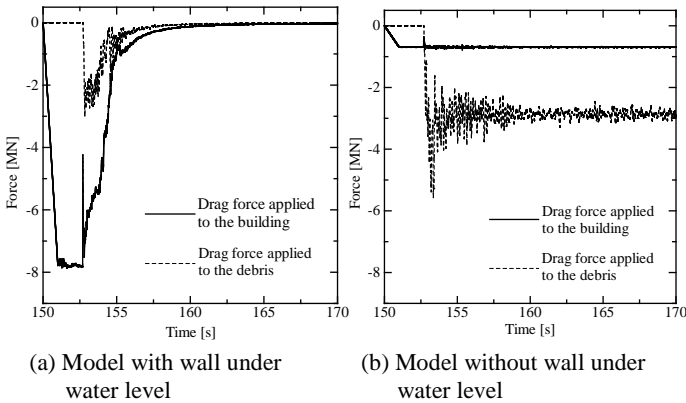 0
-2
-4
-6
-8
Force [MN]
Drag force applied
to the building
Drag force applied
to the debris
150
155
160
165
170
Time [s]
(a) Model with wall under
water level
0
-2
-4
-6
-8
Force [MN]
Drag force applied
to the building
Drag force applied
to the debris
150
155
160
165
170
Time [s]
(b) Model without wall under
water level